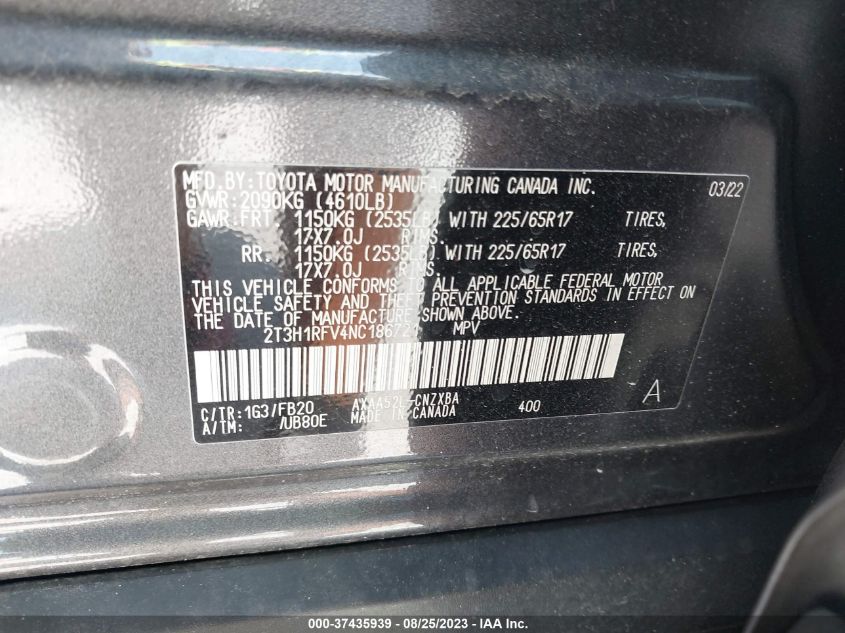 MFD. BY: TOYOTA MOTOR MANUFACTURING CANADA INC. 03/22
GVWR: 2090KG (4610LB)
GAWR: FRT 1150KG (2535LB) WITH 225/65R17 TIRES,
17X7.0J RIMS.
RR. 1150KG (2535LB) WITH 225/65R17 TIRES,
17X7.0J RIMS.
THIS VEHICLE CONFORMS TO ALL APPLICABLE FEDERAL MOTOR
VEHICLE SAFETY AND THEFT PREVENTION STANDARDS IN EFFECT ON
THE DATE OF MANUFACTURE SHOWN ABOVE.
2T3H1RFV4NC186721 MPV
C/TR: 1G3/FB20 AXAA52L-CNZXBA 400 A
A/TM: /UB80E MADE IN CANADA
000-37435939 - 08/25/2023 - IAAI.com